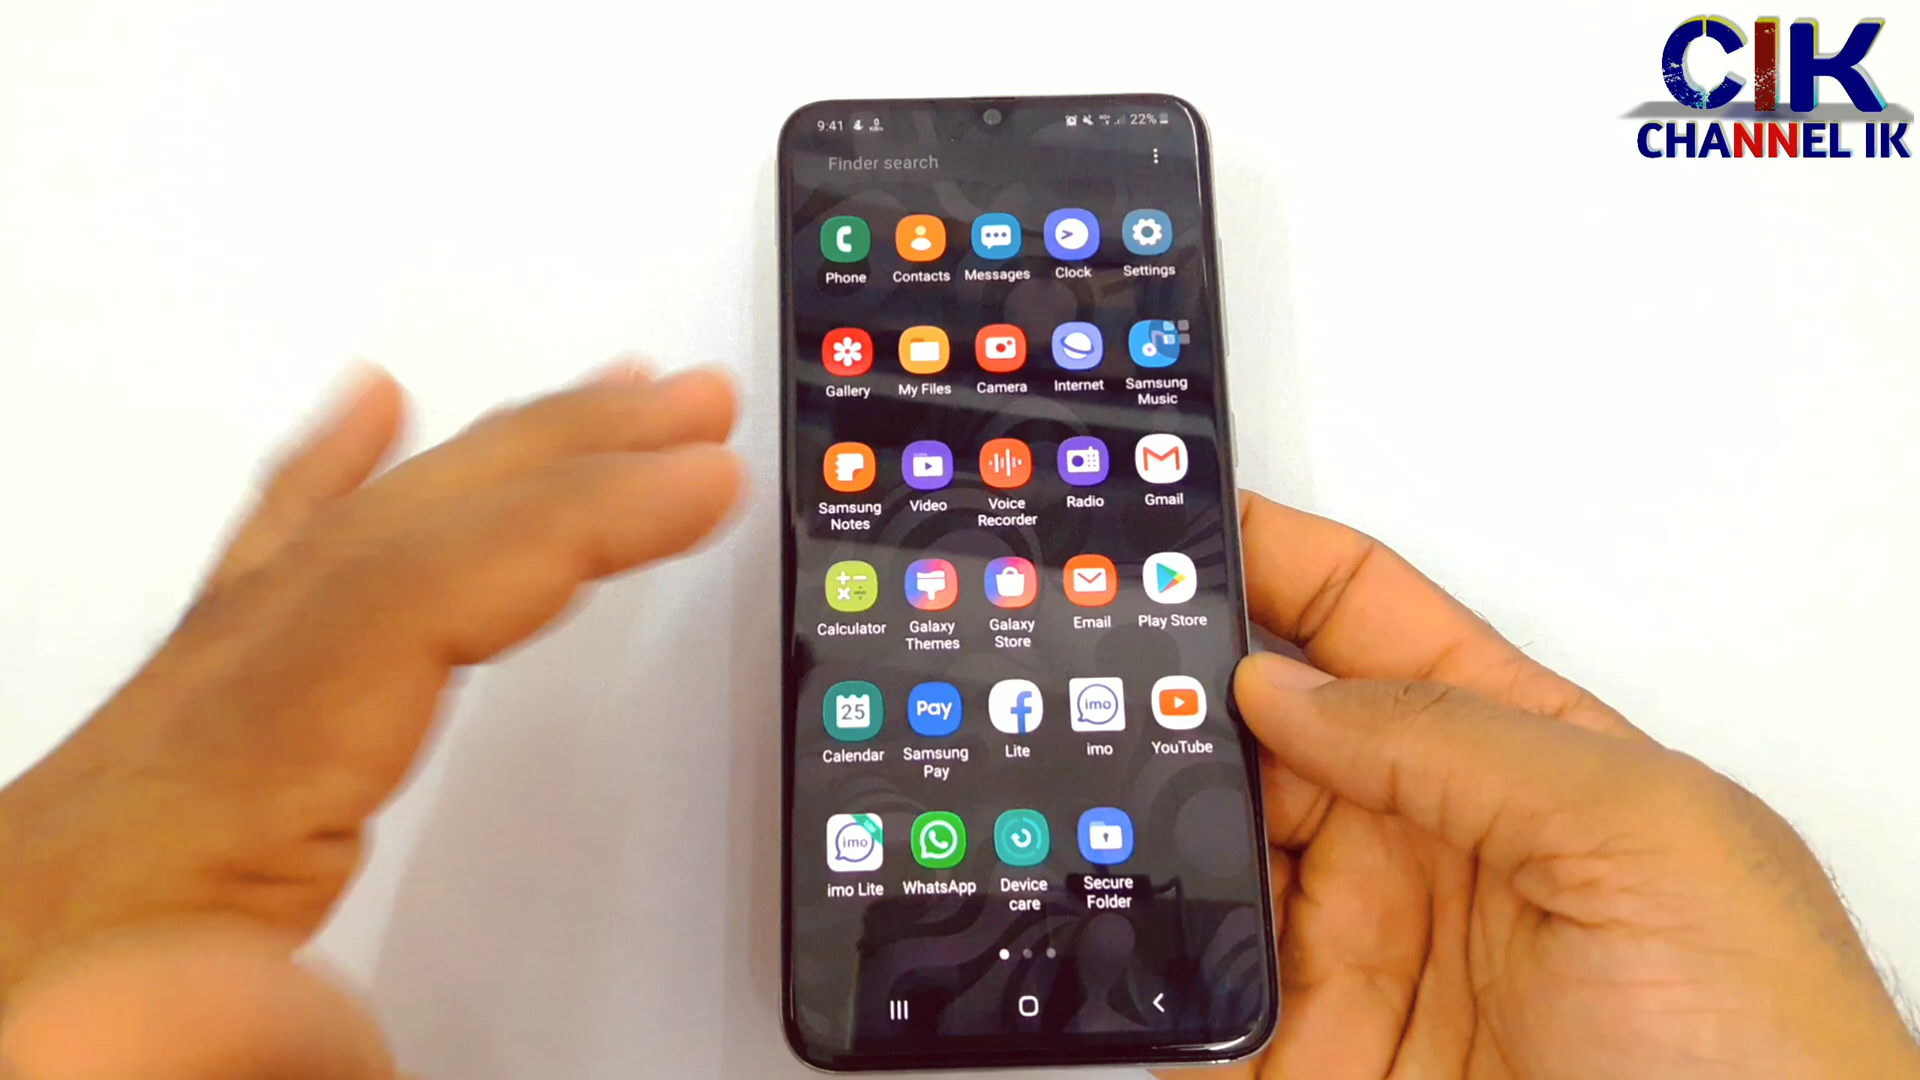 CIK
CHANNEL IK
9:41
22%
Finder search
Phone
Contacts
Messages
Clock
Settings
Gallery
My Files
Camera
Internet
Samsung
Music
Samsung
Notes
Video
Voice
Recorder
Radio
Gmail
Calculator
Galaxy
Themes
Galaxy
Store
Email
Play Store
25
Calendar
Pay
Samsung
Pay
Lite
imo
imo
YouTube
imo
imo Lite
WhatsApp
Device
care
Secure
Folder